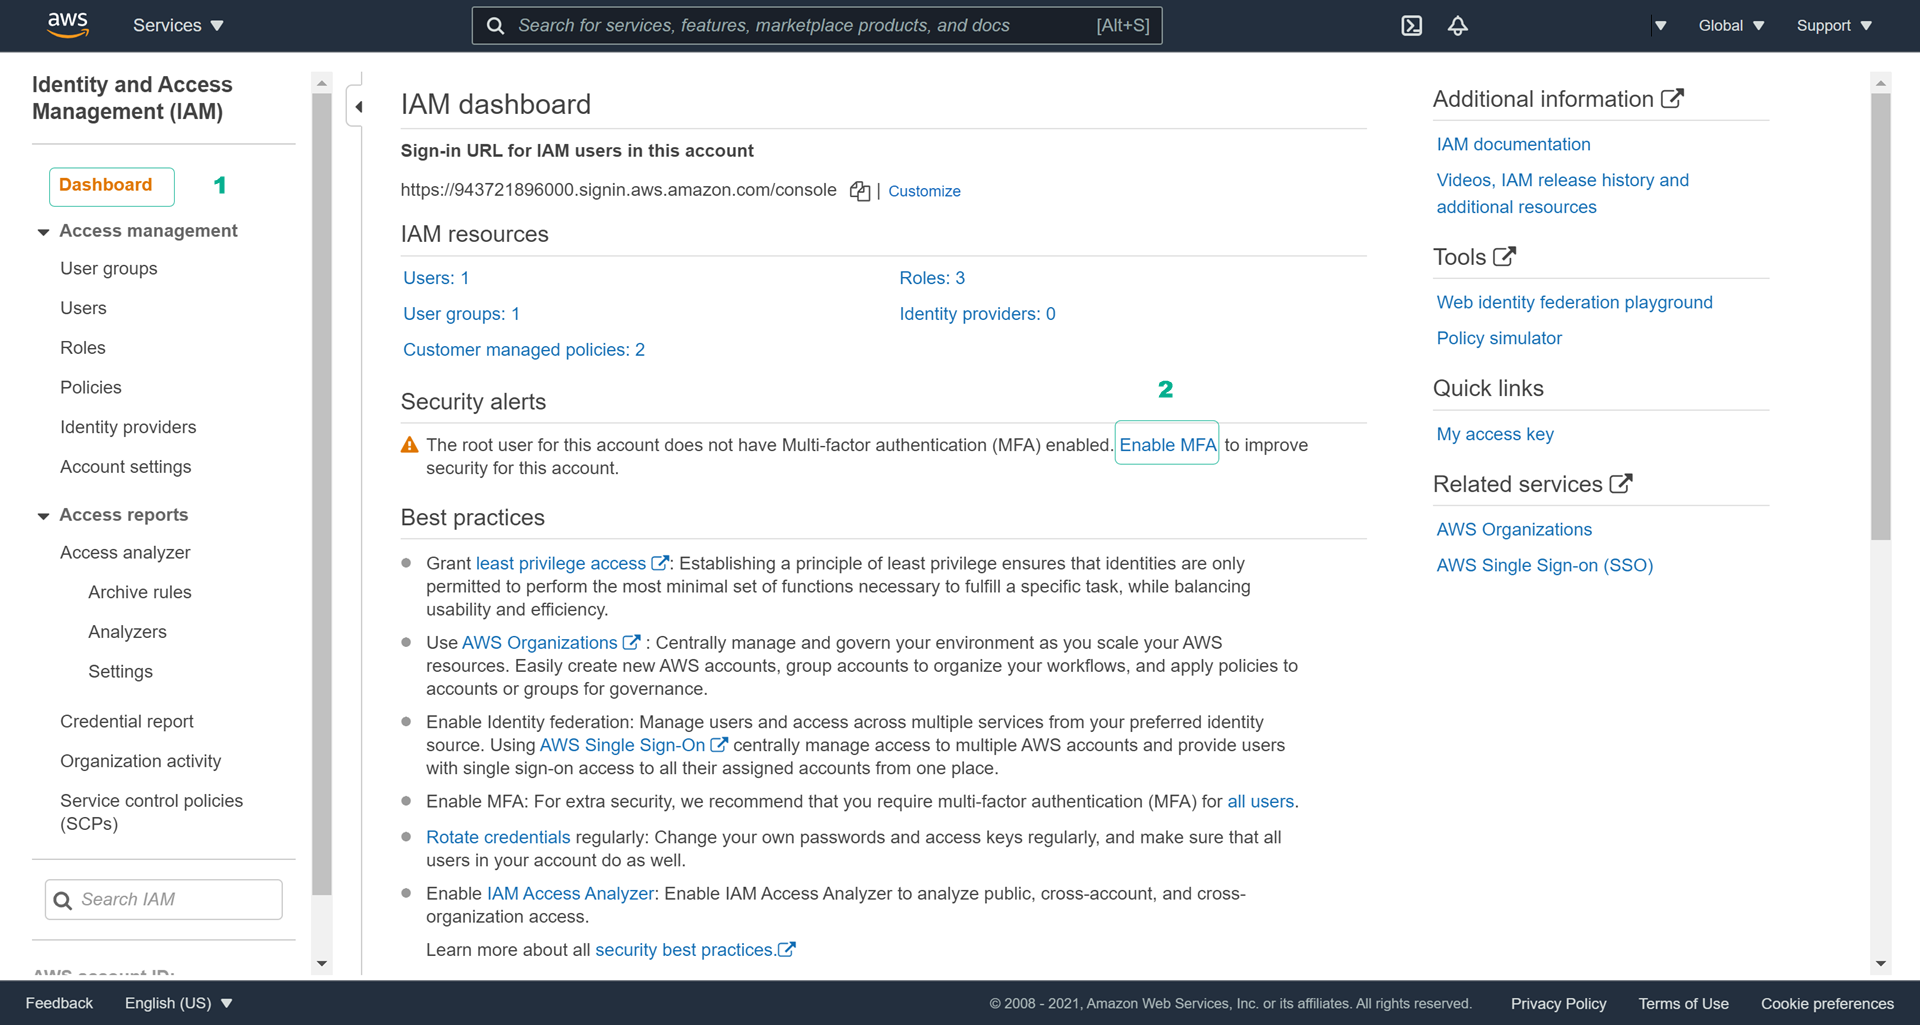 aws
Services
Search for services, features, marketplace products, and docs
[Alt+S]
Global
Support
Identity and Access
Management (IAM)
Dashboard
1
Access management
User groups
Users
Roles
Policies
Identity providers
Account settings
Access reports
Access analyzer
Archive rules
Analyzers
Settings
Credential report
Organization activity
Service control policies
(SCPs)
Search IAM
AWS account ID:
IAM dashboard
Sign-in URL for IAM users in this account
https://943721896000.signin.aws.amazon.com/console | Customize
IAM resources
Users: 1
Roles: 3
User groups: 1
Identity providers: 0
Customer managed policies: 2
2
Security alerts
The root user for this account does not have Multi-factor authentication (MFA) enabled. Enable MFA to improve
security for this account.
Best practices
Grant least privilege access : Establishing a principle of least privilege ensures that identities are only
permitted to perform the most minimal set of functions necessary to fulfill a specific task, while balancing
usability and efficiency.
Use AWS Organizations : Centrally manage and govern your environment as you scale your AWS
resources. Easily create new AWS accounts, group accounts to organize your workflows, and apply policies to
accounts or groups for governance.
Enable Identity federation: Manage users and access across multiple services from your preferred identity
source. Using AWS Single Sign-On centrally manage access to multiple AWS accounts and provide users
with single sign-on access to all their assigned accounts from one place.
Enable MFA: For extra security, we recommend that you require multi-factor authentication (MFA) for all users.
Rotate credentials regularly: Change your own passwords and access keys regularly, and make sure that all
users in your account do as well.
Enable IAM Access Analyzer: Enable IAM Access Analyzer to analyze public, cross-account, and cross-
organization access.
Learn more about all security best practices.
Additional information
IAM documentation
Videos, IAM release history and
additional resources
Tools
Web identity federation playground
Policy simulator
Quick links
My access key
Related services
AWS Organizations
AWS Single Sign-on (SSO)
Feedback
English (US)
© 2008 - 2021, Amazon Web Services, Inc. or its affiliates. All rights reserved.
Privacy Policy
Terms of Use
Cookie preferences